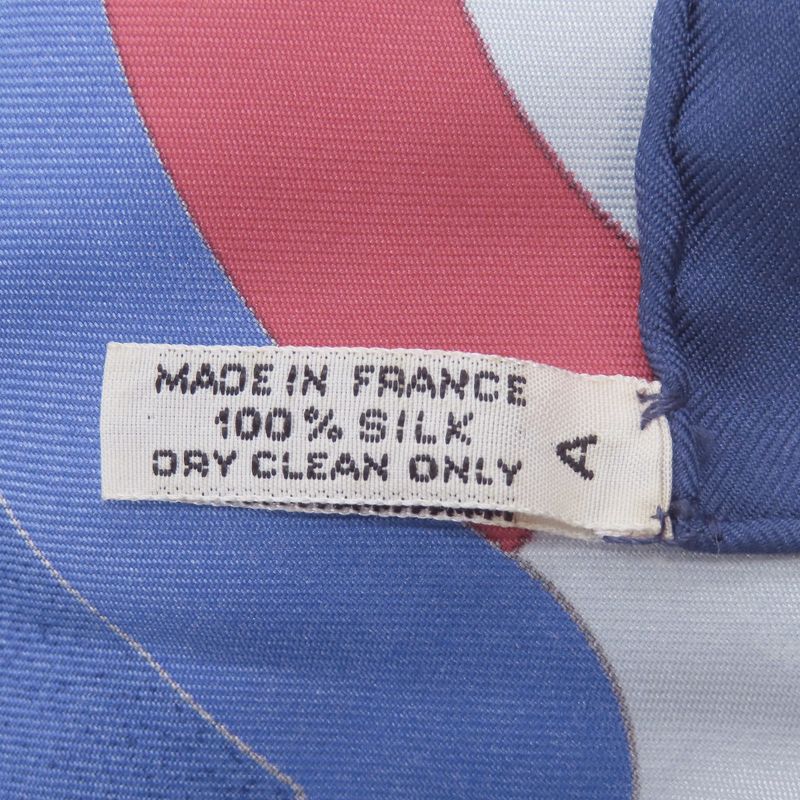 MADE IN FRANCE
100% SILK
DRY CLEAN ONLY
A